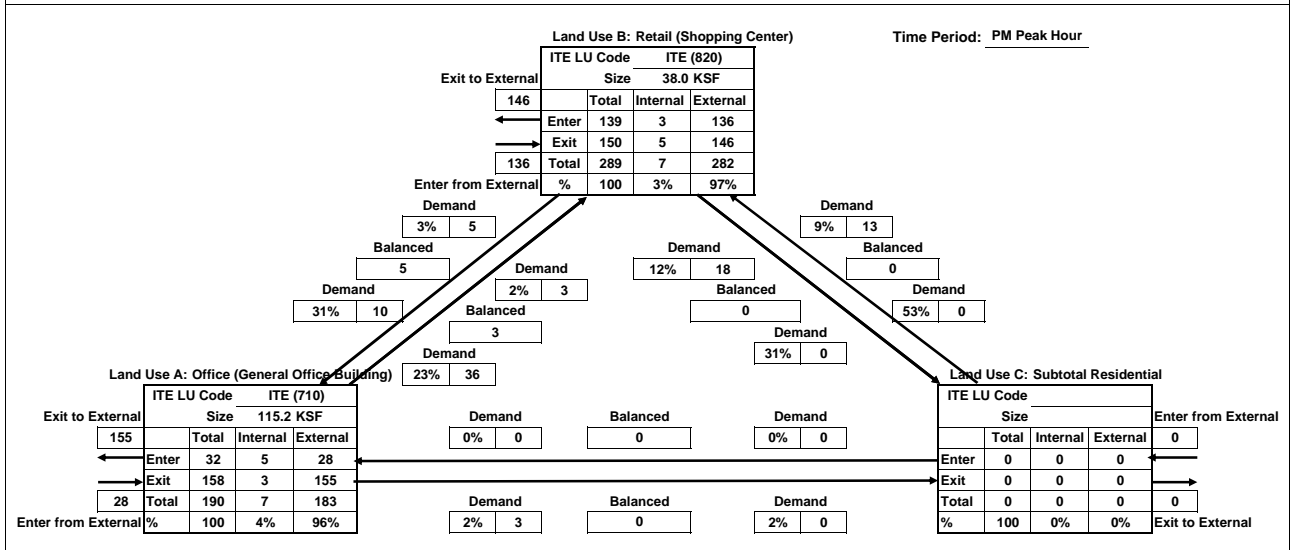 Land Use B: Retail (Shopping Center)
Time Period: PM Peak Hour
ITE LU Code ITE (820)
Exit to External Size 38.0 KSF
146 Total Internal External
Enter 139 3 136
Exit 150 5 146
136 Total 289 7 282
Enter from External % 100 3% 97%
Demand Demand
3% 5 9% 13
Balanced Demand Balanced
5 Demand 12% 18 0
Demand 2% 3 Balanced Demand
31% 10 Balanced 0 53% 0
3 Demand
Demand 31% 0
Land Use A: Office (General Office Building) 23% 36 Land Use C: Subtotal Residential
ITE LU Code ITE (710) ITE LU Code
Exit to External Size 115.2 KSF Demand Balanced Demand Size Enter from External
155 Total Internal External 0% 0 0 0% 0 Total Internal External 0
Enter 32 5 28 Enter 0 0 0
Exit 158 3 155 Exit 0 0 0
28 Total 190 7 183 Demand Balanced Demand Total 0 0 0 0
Enter from External % 100 4% 96% 2% 3 0 2% 0 % 100 0% 0% Exit to External